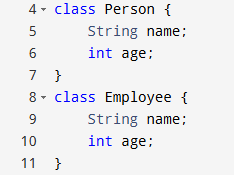 4 class Person {
5     String name;
6     int age;
7 }
8 class Employee {
9     String name;
10     int age;
11 }